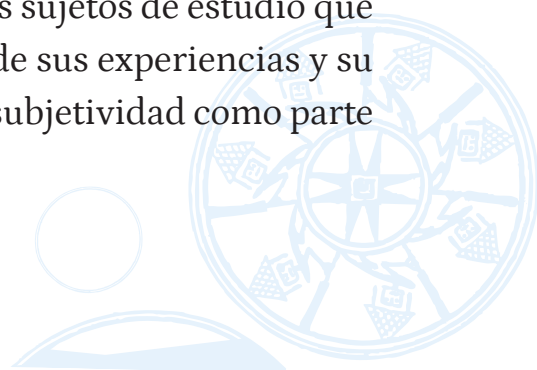 s sujetos de estudio que
de sus experiencias y su
subjetividad como parte